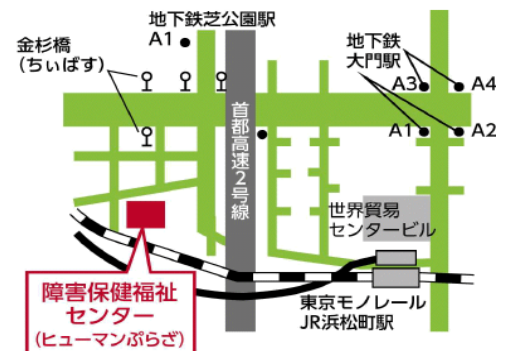 地下鉄芝公園駅
A1
金杉橋
(ちぃばす)
地下鉄
大門駅
A3
A4
A1
A2
首都高速2号線
世界貿易
センタービル
東京モノレール
JR浜松町駅
障害保健福祉
センター
(ヒューマンぷらざ)